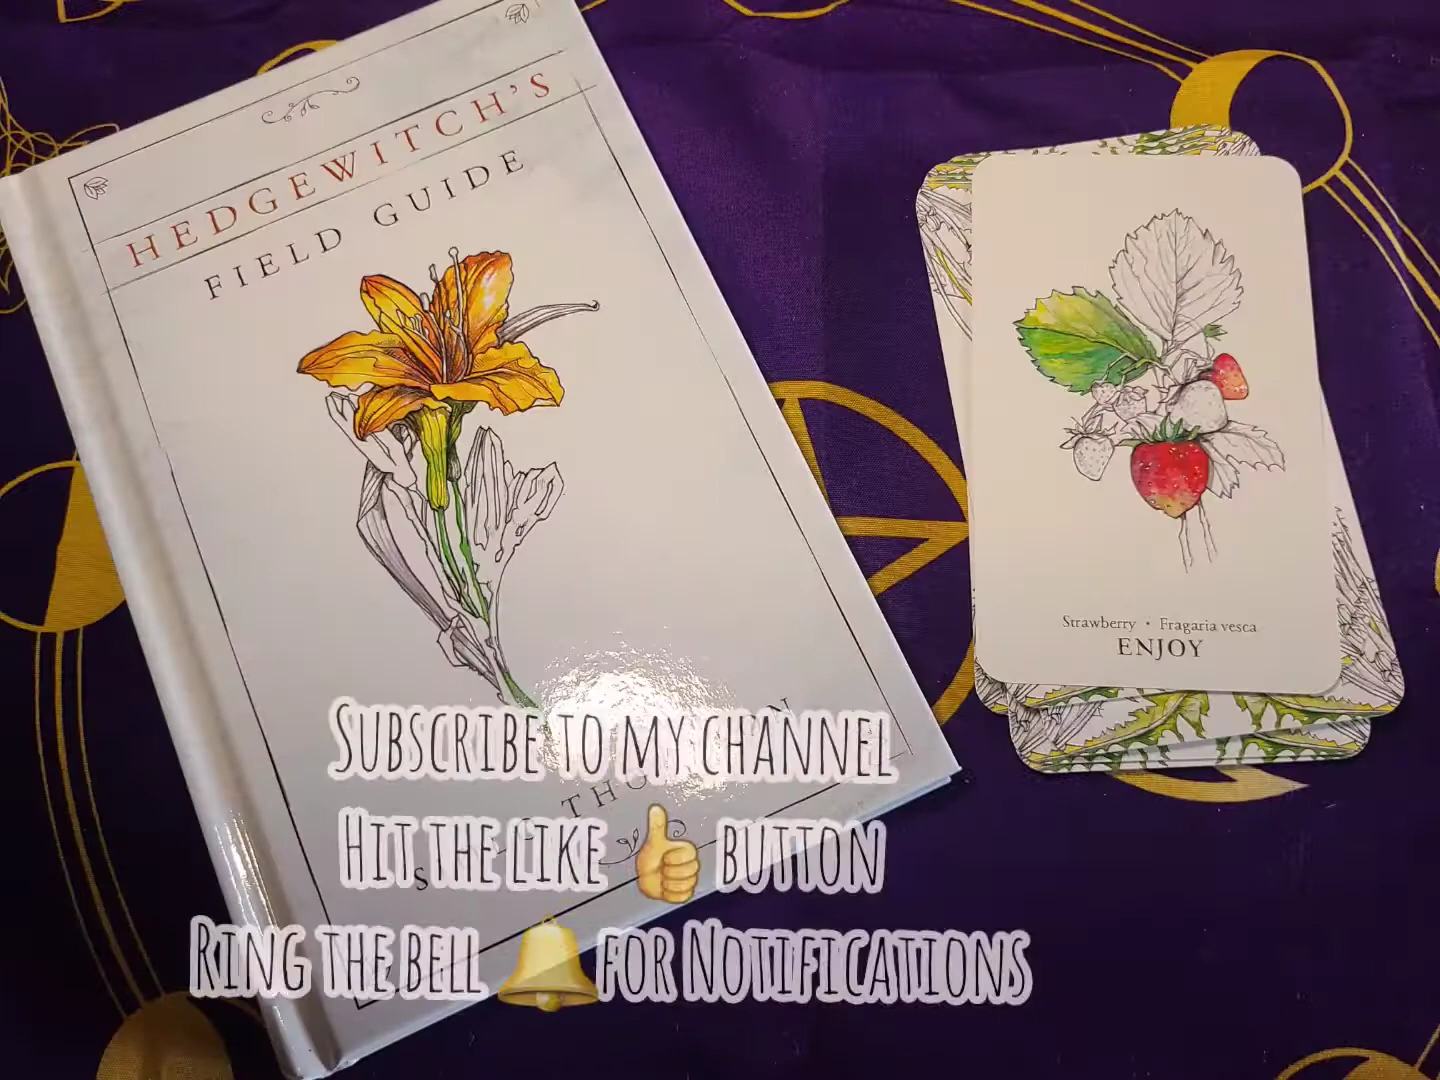 HEDGEWITCH'S
FIELD GUIDE
Strawberry • Fragaria vesca
ENJOY
SUBSCRIBE TO MY CHANNEL
HIT THE LIKE 👍 BUTTON
RING THE BELL 🔔 FOR NOTIFICATIONS